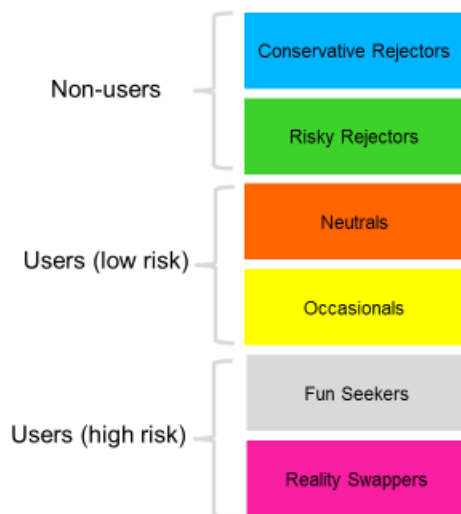 Non-users
Conservative Rejectors
Risky Rejectors
Users (low risk)
Neutrals
Occasionals
Users (high risk)
Fun Seekers
Reality Swappers